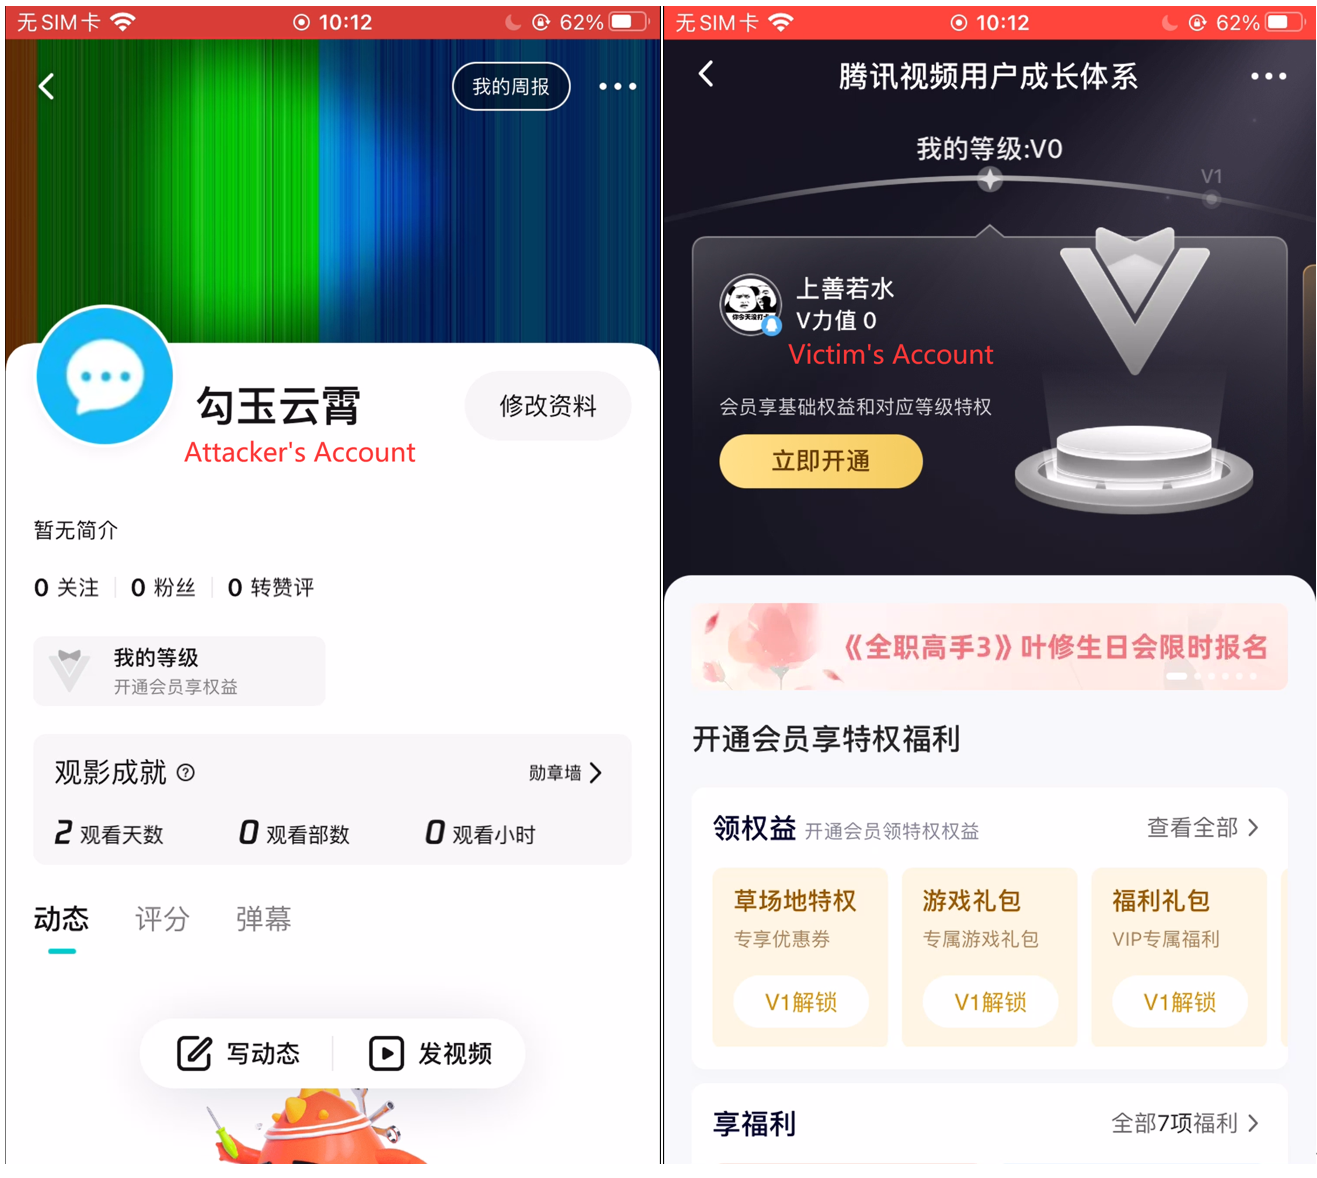 无SIM卡 10:12 62%
我的周报
勾玉云霄
修改资料
Attacker's Account
暂无简介
0 关注 0 粉丝 0 转赞评
我的等级
开通会员享权益
观影成就 ?
勋章墙
2 观看天数 0 观看部数 0 观看小时
动态 评分 弹幕
写动态 发视频
无SIM卡 10:12 62%
腾讯视频用户成长体系
我的等级:V0
V1
上善若水
V力值 0
Victim's Account
会员享基础权益和对应等级特权
立即开通
《全职高手3》叶修生日会限时报名
开通会员享特权福利
领权益 开通会员领特权权益 查看全部
草场地特权 游戏礼包 福利礼包
专享优惠券 专属游戏礼包 VIP专属福利
V1解锁 V1解锁 V1解锁
享福利 全部7项福利